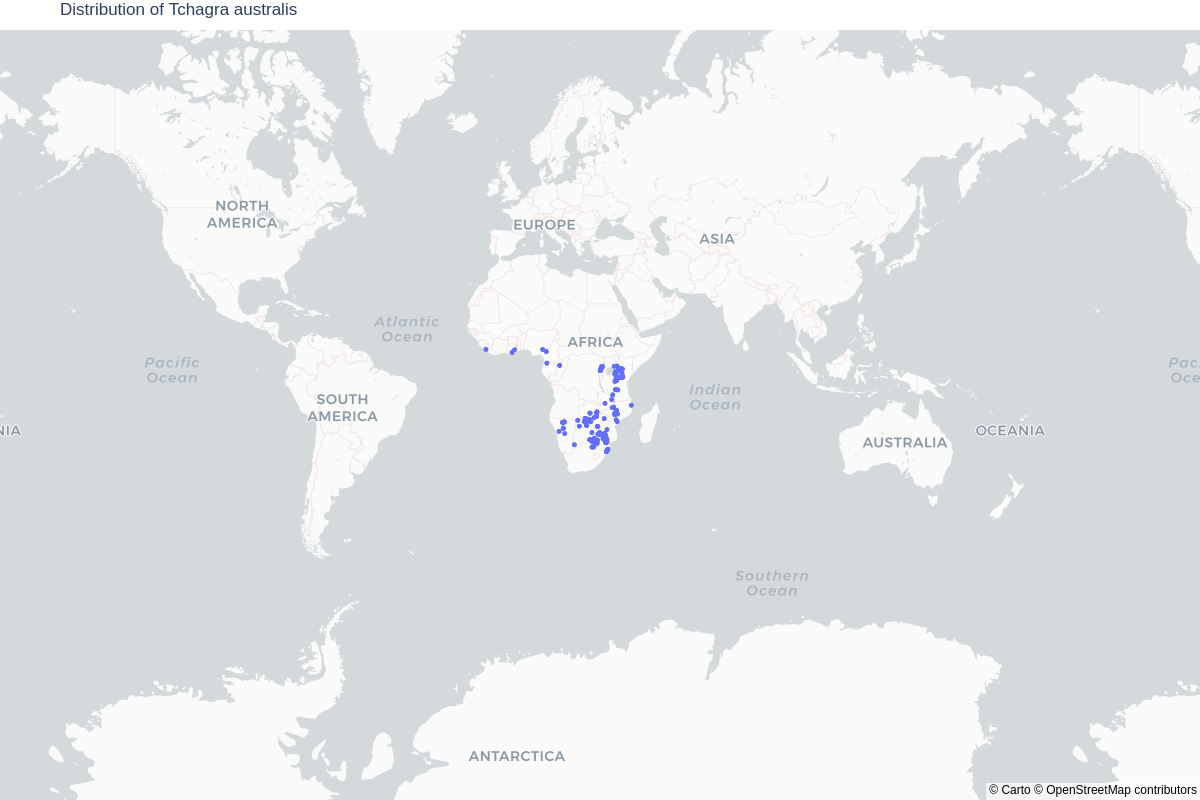 Distribution of Tchagra australis
NORTH
AMERICA
EUROPE
ASIA
Atlantic
Ocean
AFRICA
Pacific
Ocean
Pac
Oce
Indian
Ocean
SOUTH
AMERICA
NIA
OCEANIA
AUSTRALIA
Southern
Ocean
ANTARCTICA
© Carto © OpenStreetMap contributors